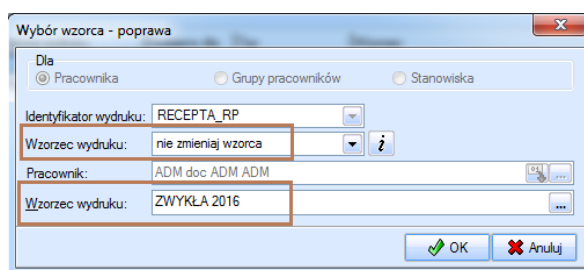 Wybór wzorca - poprawa
x
Dla
Pracownika Grupy pracowników Stanowiska
Identyfikator wydruku: RECEPTA_RP
Wzorzec wydruku: nie zmieniaj wzorca i
Pracownik: ADM doc ADM ADM ...
Wzorzec wydruku: ZWYKŁA 2016 ...
OK Anuluj